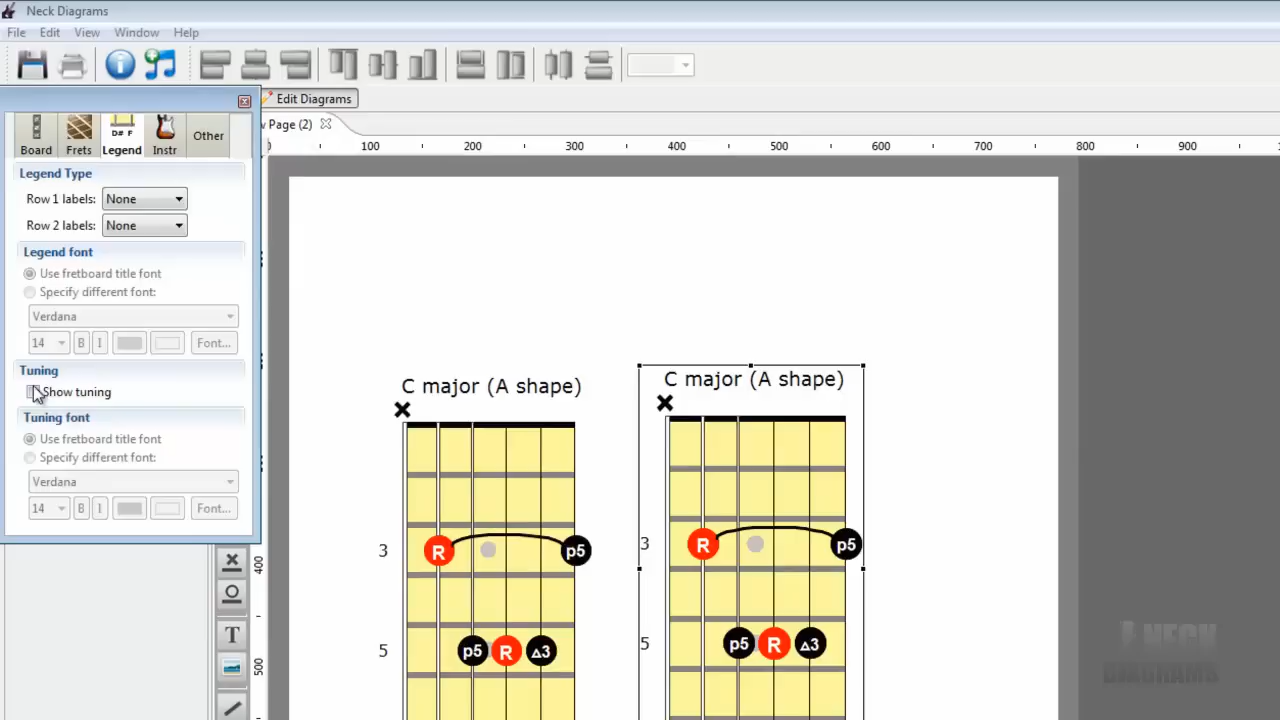 Neck Diagrams
File Edit View Window Help
Edit Diagrams
w Page (2)
Board Frets Legend Instr Other
D# F
100 200 300 400 500 600 700 800 900
Legend Type
Row 1 labels: None
Row 2 labels: None
Legend font
Use fretboard title font
Specify different font:
Verdana
14 B I Font...
Tuning
Show tuning
Tuning font
Use fretboard title font
Specify different font:
Verdana
14 B I Font...
400
500
T
C major (A shape)
3 R p5
5 p5 R Δ3
C major (A shape)
3 R p5
5 p5 R Δ3
NECK
DIAGRAMS